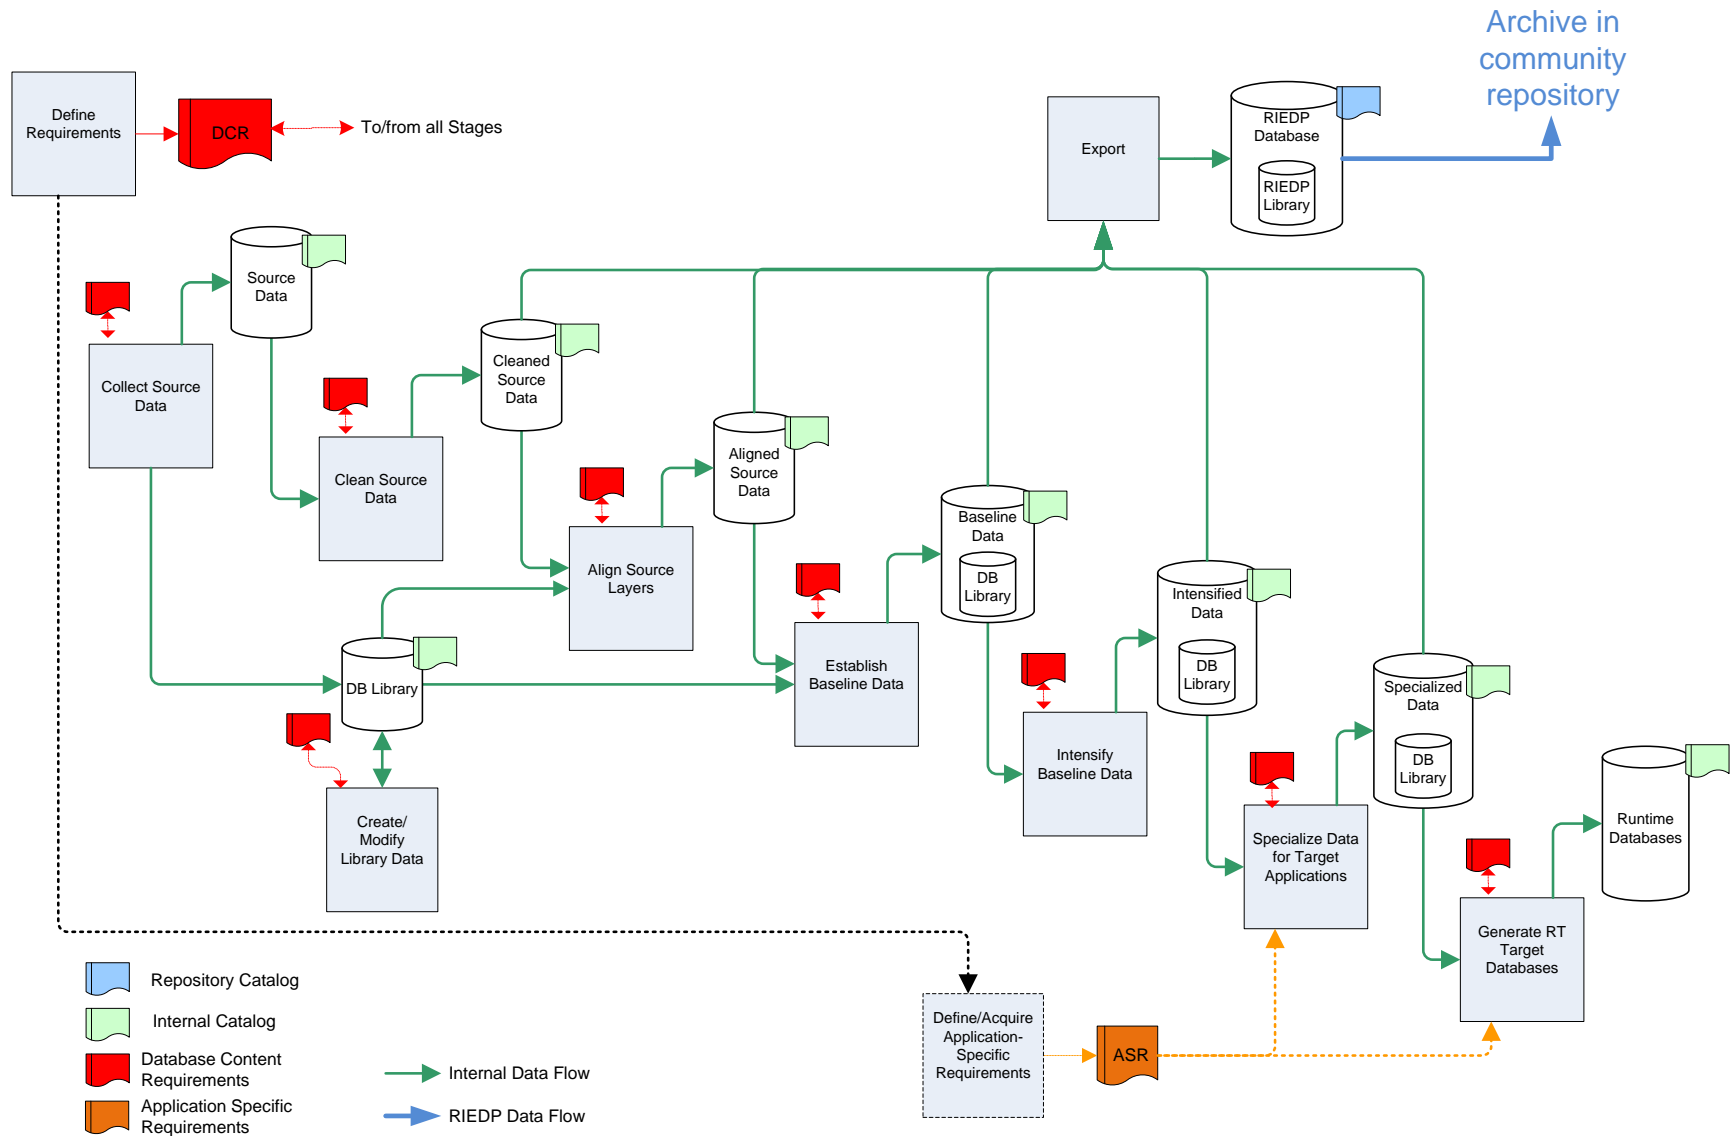 Archive in
community
repository
Define
Requirements
DCR
To/from all Stages
Export
RIEDP
Database
RIEDP
Library
Source
Data
Collect Source
Data
Cleaned
Source
Data
Clean Source
Data
Aligned
Source
Data
Align Source
Layers
Baseline
Data
DB
Library
Intensified
Data
DB
Library
DB Library
Establish
Baseline Data
Specialized
Data
DB
Library
Intensify
Baseline Data
Create/
Modify
Library Data
Specialize Data
for Target
Applications
Runtime
Databases
Generate RT
Target
Databases
Define/Acquire
Application-
Specific
Requirements
ASR
Repository Catalog
Internal Catalog
Database Content
Requirements
Application Specific
Requirements
Internal Data Flow
RIEDP Data Flow